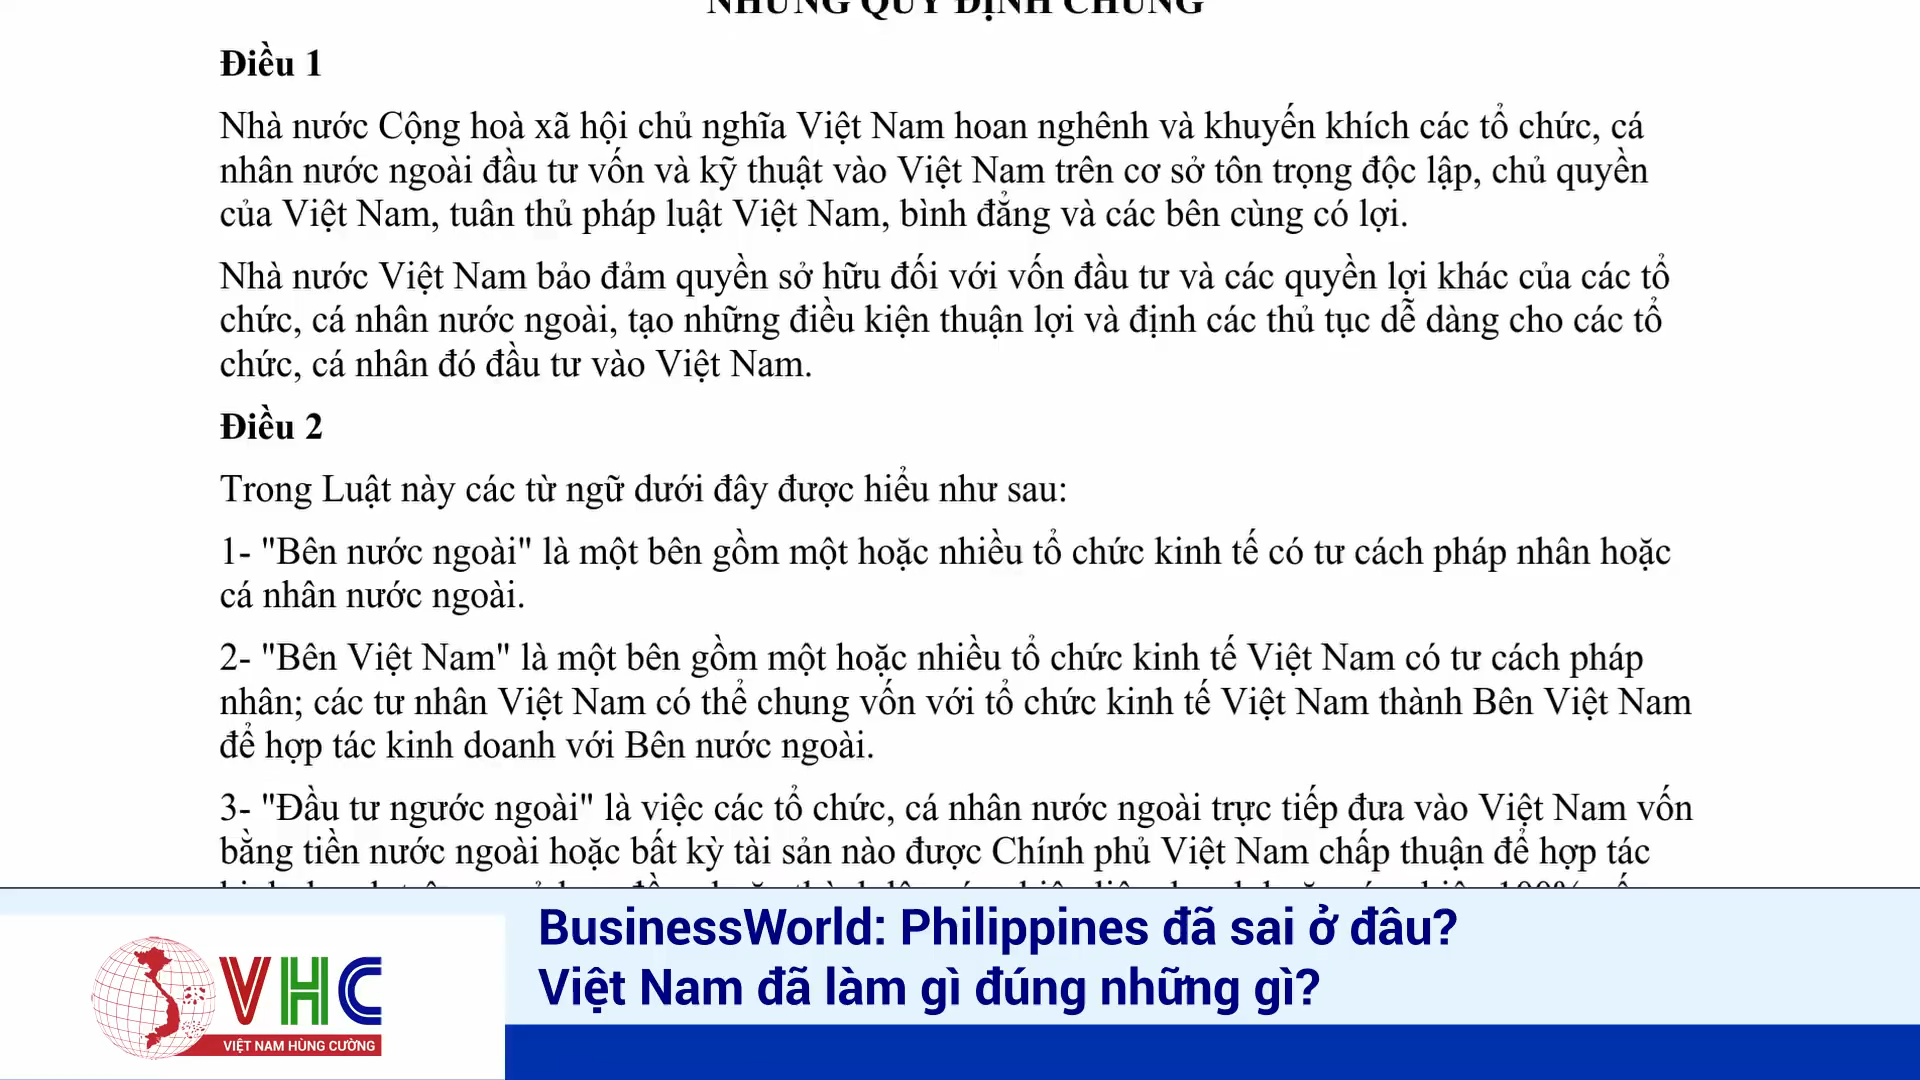 NHỮNG QUY ĐỊNH CHUNG
Điều 1
Nhà nước Cộng hoà xã hội chủ nghĩa Việt Nam hoan nghênh và khuyến khích các tổ chức, cá
nhân nước ngoài đầu tư vốn và kỹ thuật vào Việt Nam trên cơ sở tôn trọng độc lập, chủ quyền
của Việt Nam, tuân thủ pháp luật Việt Nam, bình đẳng và các bên cùng có lợi.
Nhà nước Việt Nam bảo đảm quyền sở hữu đối với vốn đầu tư và các quyền lợi khác của các tổ
chức, cá nhân nước ngoài, tạo những điều kiện thuận lợi và định các thủ tục dễ dàng cho các tổ
chức, cá nhân đó đầu tư vào Việt Nam.
Điều 2
Trong Luật này các từ ngữ dưới đây được hiểu như sau:
1- "Bên nước ngoài" là một bên gồm một hoặc nhiều tổ chức kinh tế có tư cách pháp nhân hoặc
cá nhân nước ngoài.
2- "Bên Việt Nam" là một bên gồm một hoặc nhiều tổ chức kinh tế Việt Nam có tư cách pháp
nhân; các tư nhân Việt Nam có thể chung vốn với tổ chức kinh tế Việt Nam thành Bên Việt Nam
để hợp tác kinh doanh với Bên nước ngoài.
3- "Đầu tư ngước ngoài" là việc các tổ chức, cá nhân nước ngoài trực tiếp đưa vào Việt Nam vốn
bằng tiền nước ngoài hoặc bất kỳ tài sản nào được Chính phủ Việt Nam chấp thuận để hợp tác
BusinessWorld: Philippines đã sai ở đâu?
Việt Nam đã làm gì đúng những gì?
VHC
VIỆT NAM HÙNG CƯỜNG